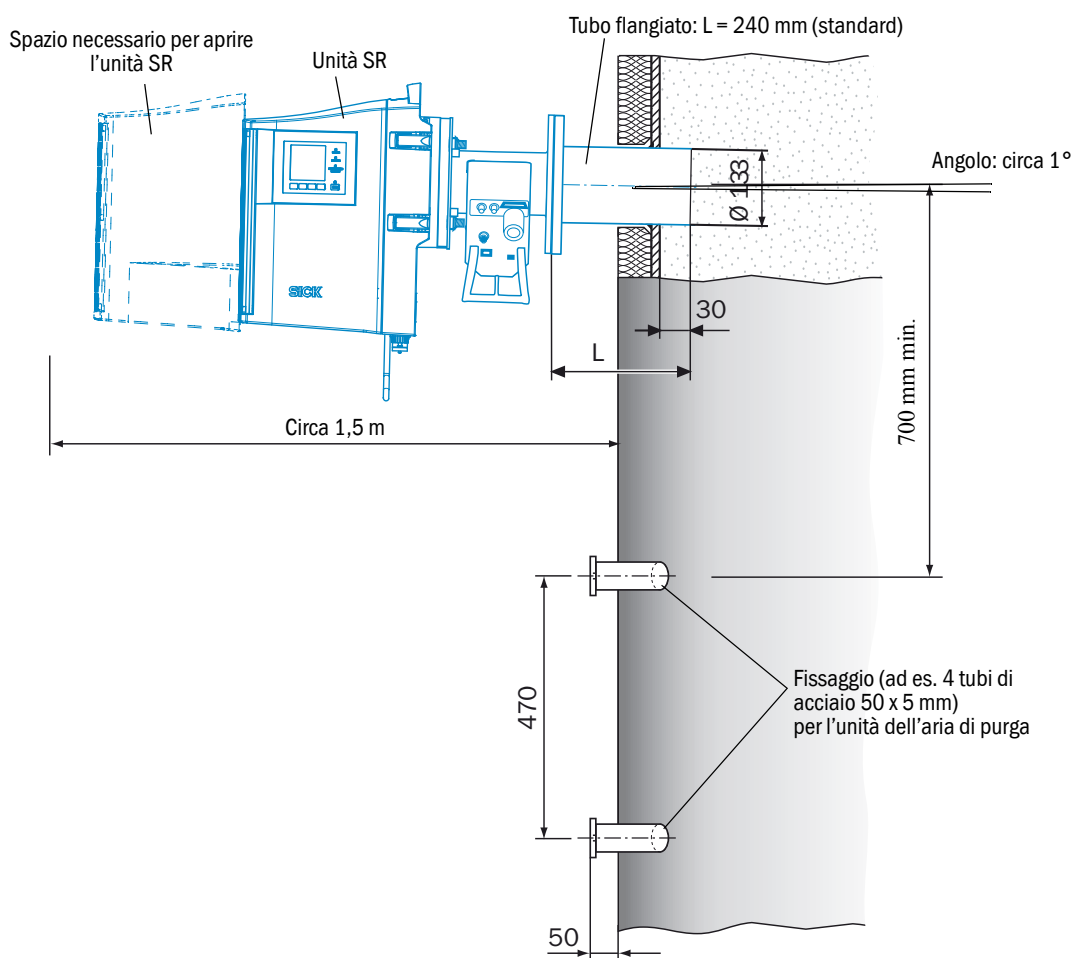 Tubo flangiato: L = 240 mm (standard)
Spazio necessario per aprire
l'unità SR
Unità SR
Angolo: circa 1°
Ø 133
SICK
30
L
700 mm min.
Circa 1,5 m
470
Fissaggio (ad es. 4 tubi di
acciaio 50 x 5 mm)
per l'unità dell'aria di purga
50